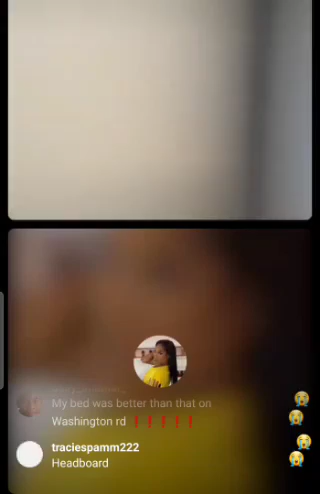 My bed was better than that on
Washington rd ❗❗❗❗❗
traciespamm222
Headboard